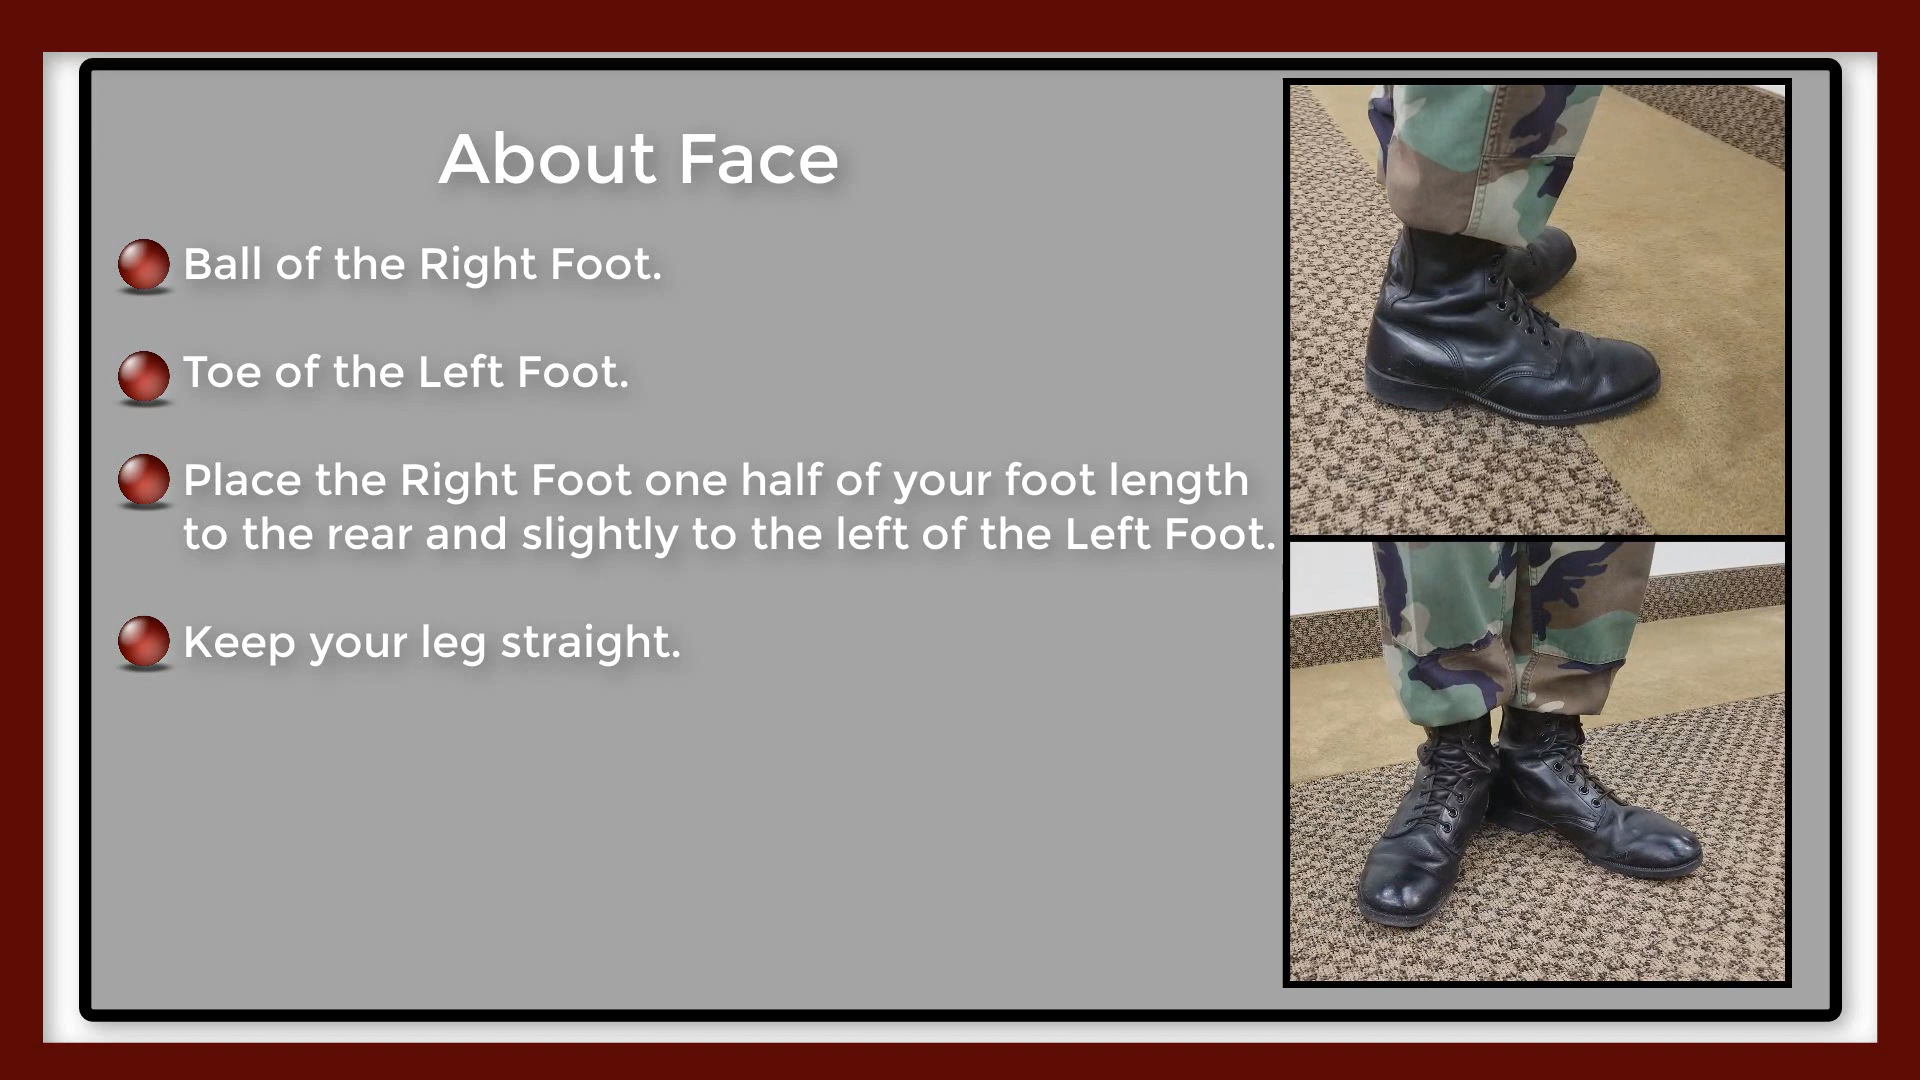 About Face
Ball of the Right Foot.
Toe of the Left Foot.
Place the Right Foot one half of your foot length
to the rear and slightly to the left of the Left Foot.
Keep your leg straight.